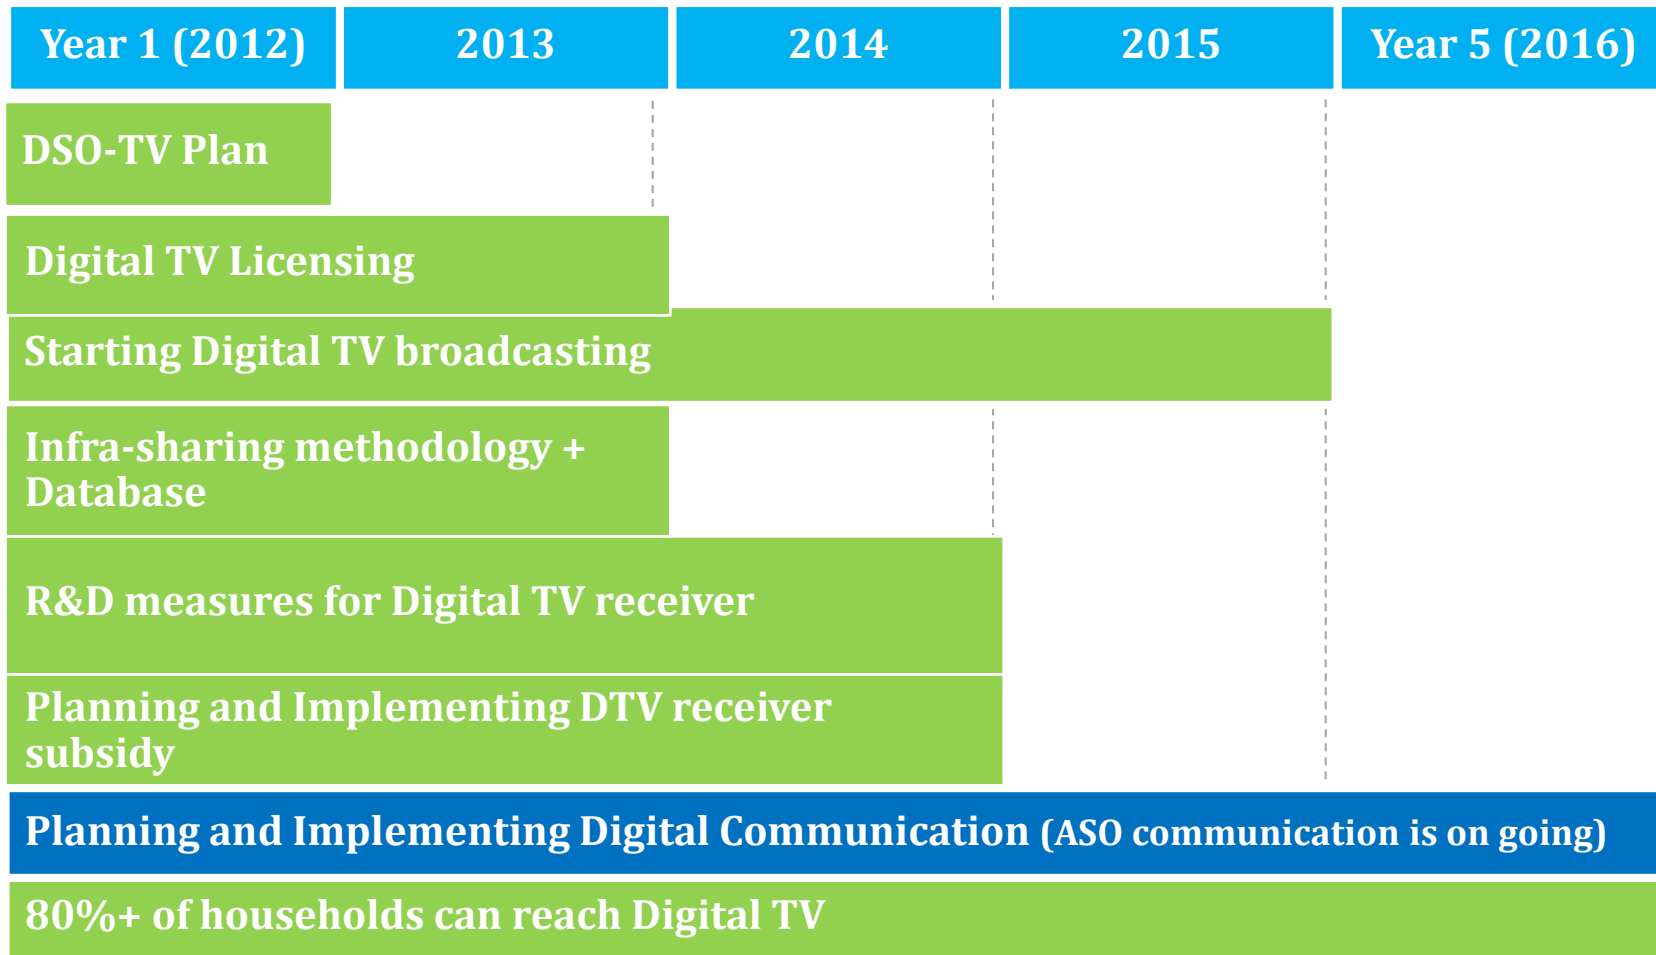 Year 1 (2012) 2013 2014 2015 Year 5 (2016)
DSO-TV Plan
Digital TV Licensing
Starting Digital TV broadcasting
Infra-sharing methodology +
Database
R&D measures for Digital TV receiver
Planning and Implementing DTV receiver
subsidy
Planning and Implementing Digital Communication (ASO communication is on going)
80%+ of households can reach Digital TV